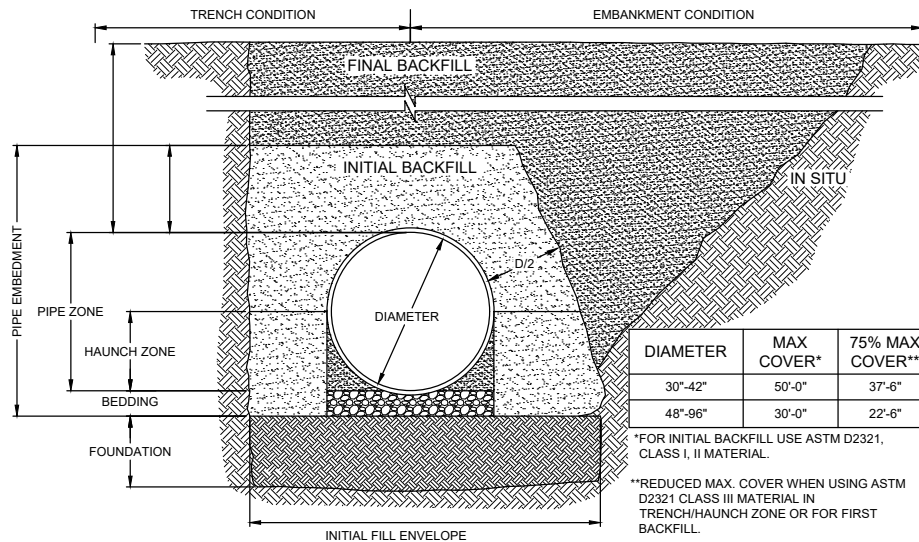 TRENCH CONDITION
EMBANKMENT CONDITION
FINAL BACKFILL
INITIAL BACKFILL
IN SITU
PIPE EMBEDMENT
D/2
PIPE ZONE
DIAMETER
HAUNCH ZONE
BEDDING
FOUNDATION
INITIAL FILL ENVELOPE
DIAMETER MAX COVER* 75% MAX COVER**
30"-42" 50'-0" 37'-6"
48"-96" 30'-0" 22'-6"
*FOR INITIAL BACKFILL USE ASTM D2321,
CLASS I, II MATERIAL.
**REDUCED MAX. COVER WHEN USING ASTM
D2321 CLASS III MATERIAL IN
TRENCH/HAUNCH ZONE OR FOR FIRST
BACKFILL.